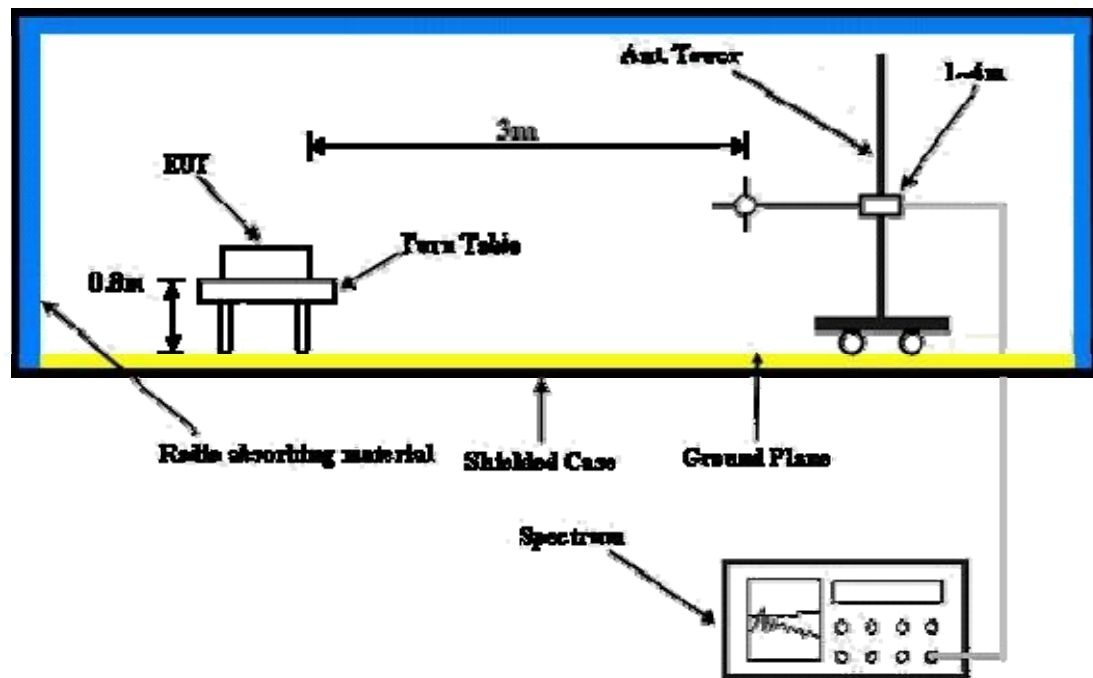 Ant. Tower
1-4m
3m
EUT
Turn Table
0.8m
Radio absorbing material
Shielded Case
Ground Plane
Spectrum